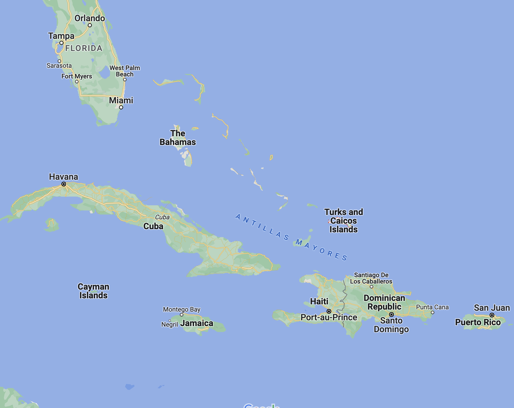 Orlando
Tampa
FLORIDA
Sarasota
Fort Myers
West Palm
Beach
Miami
The
Bahamas
Havana
Cuba
Cuba
ANTILLAS MAYORES
Turks and
Caicos
Islands
Cayman
Islands
Montego Bay
Negril
Jamaica
Haiti
Port-au-Prince
Santiago De
Los Caballeros
Dominican
Republic
Punta Cana
Santo
Domingo
San Juan
Puerto Rico
Google